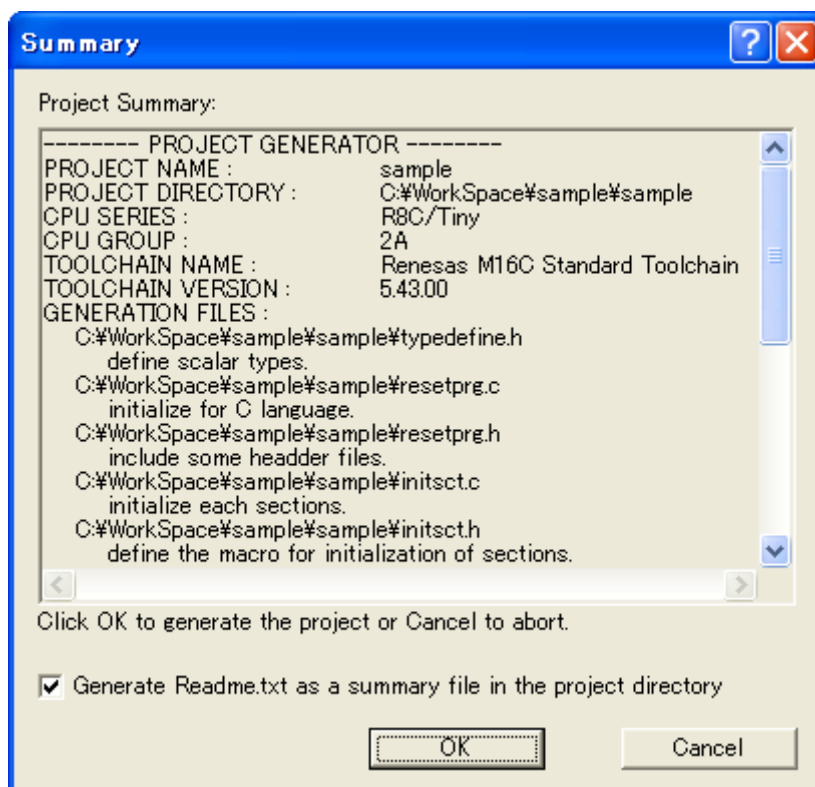 Summary
Project Summary:
-------- PROJECT GENERATOR --------
PROJECT NAME : sample
PROJECT DIRECTORY : C:¥WorkSpace¥sample¥sample
CPU SERIES : R8C/Tiny
CPU GROUP : 2A
TOOLCHAIN NAME : Renesas M16C Standard Toolchain
TOOLCHAIN VERSION : 5.43.00
GENERATION FILES :
C:¥WorkSpace¥sample¥sample¥typedefine.h
define scalar types.
C:¥WorkSpace¥sample¥sample¥resetprg.c
initialize for C language.
C:¥WorkSpace¥sample¥sample¥resetprg.h
include some headder files.
C:¥WorkSpace¥sample¥sample¥initsct.c
initialize each sections.
C:¥WorkSpace¥sample¥sample¥initsct.h
define the macro for initialization of sections.
Click OK to generate the project or Cancel to abort.
Generate Readme.txt as a summary file in the project directory
OK Cancel